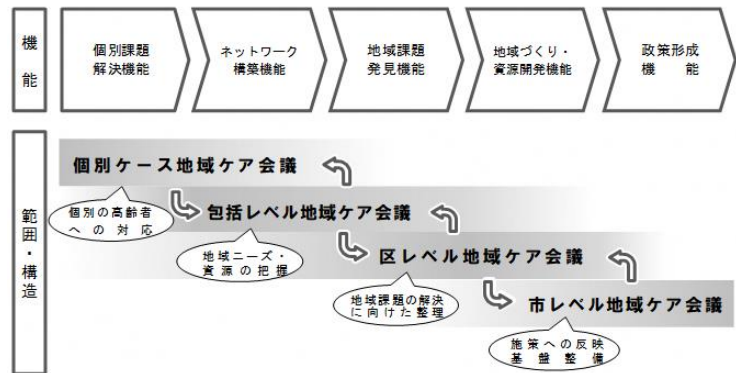 機能
個別課題
解決機能
ネットワーク
構築機能
地域課題
発見機能
地域づくり・
資源開発機能
政策形成
機能
範囲・構造
個別ケース地域ケア会議
個別の高齢者
への対応
包括レベル地域ケア会議
地域ニーズ・
資源の把握
区レベル地域ケア会議
地域課題の解決
に向けた整理
市レベル地域ケア会議
施策への反映
基盤整備